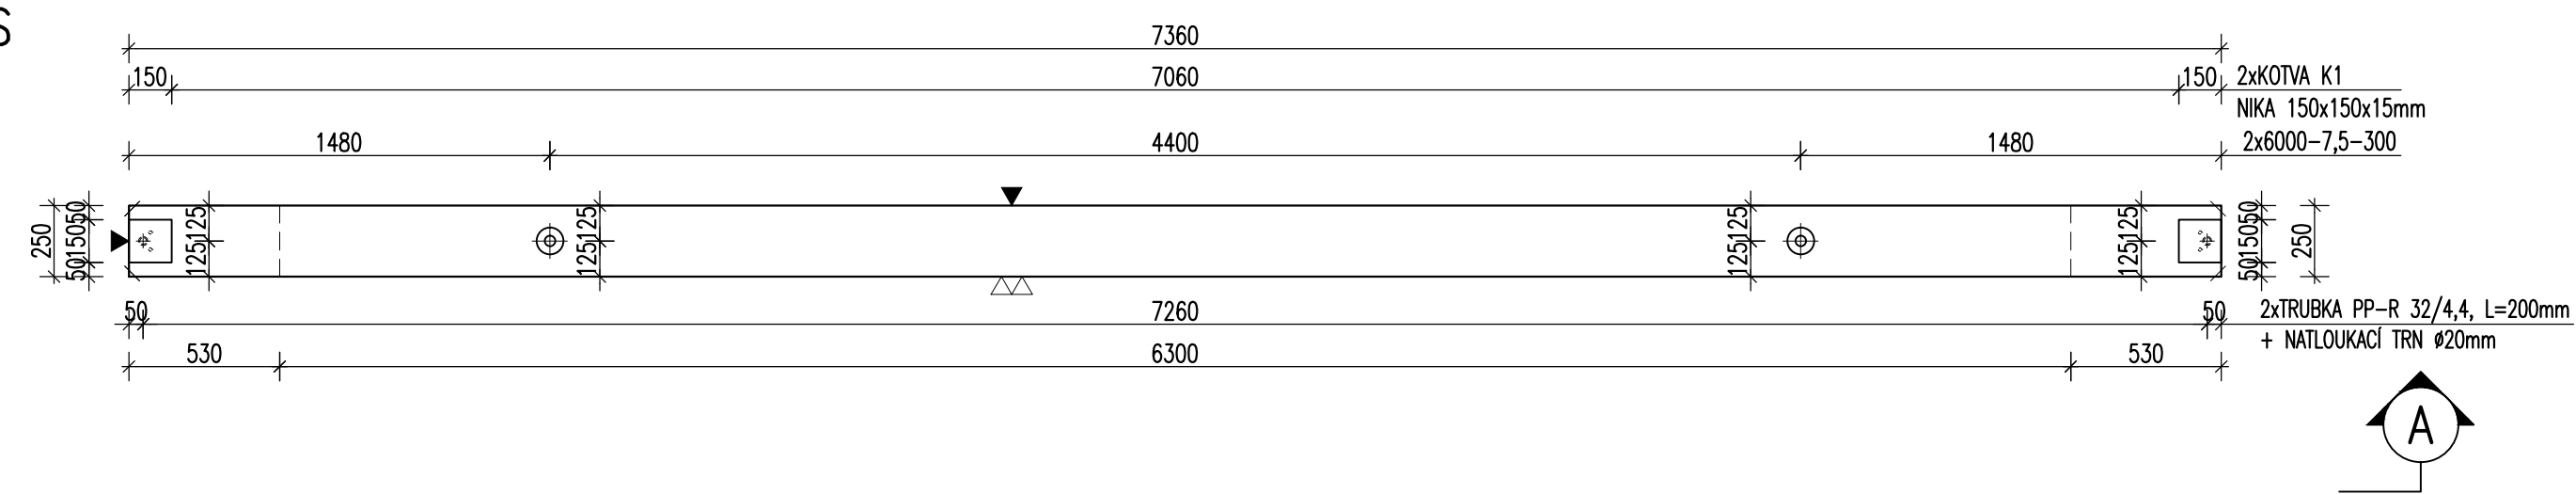 S
7360
150 7060 150 2xKOTVA K1
NIKA 150x150x15mm
1480 4400 1480 2x6000-7,5-300
250 50 150 50 125 125 125 125 125 125 125 125 50 150 50 250
50 7260 50 2xTRUBKA PP-R 32/4,4, L=200mm
+ NATLOUKACÍ TRN ø20mm
530 6300 530
A